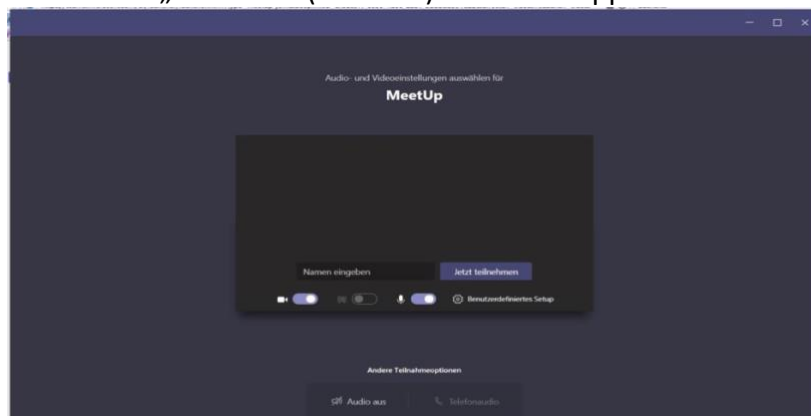 Audio- und Videoeinstellungen auswählen für
MeetUp
Namen eingeben
Jetzt teilnehmen
Benutzerdefiniertes Setup
Andere Teilnahmeoptionen
Audio aus
Telefonaudio